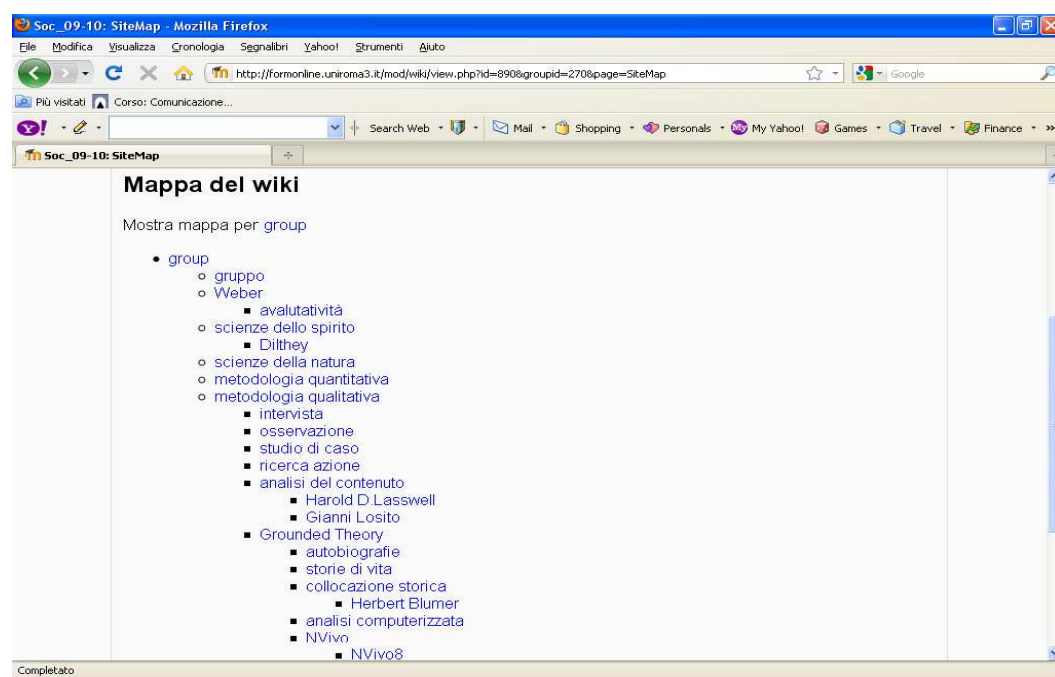 Soc_09-10: SiteMap - Mozilla Firefox
File Modifica Visualizza Cronologia Segnalibri Yahoo! Strumenti Aiuto
http://formonline.uniroma3.it/mod/wiki/view.php?id=890&groupid=270&page=SiteMap Google
Più visitati Corso: Comunicazione...
Search Web Mail Shopping Personals My Yahoo! Games Travel Finance »
Soc_09-10: SiteMap
Mappa del wiki
Mostra mappa per group
group
gruppo
Weber
avalutatività
scienze dello spirito
Dilthey
scienze della natura
metodologia quantitativa
metodologia qualitativa
intervista
osservazione
studio di caso
ricerca azione
analisi del contenuto
Harold D.Lasswell
Gianni Losito
Grounded Theory
autobiografie
storie di vita
collocazione storica
Herbert Blumer
analisi computerizzata
NVivo
NVivo8
Completato